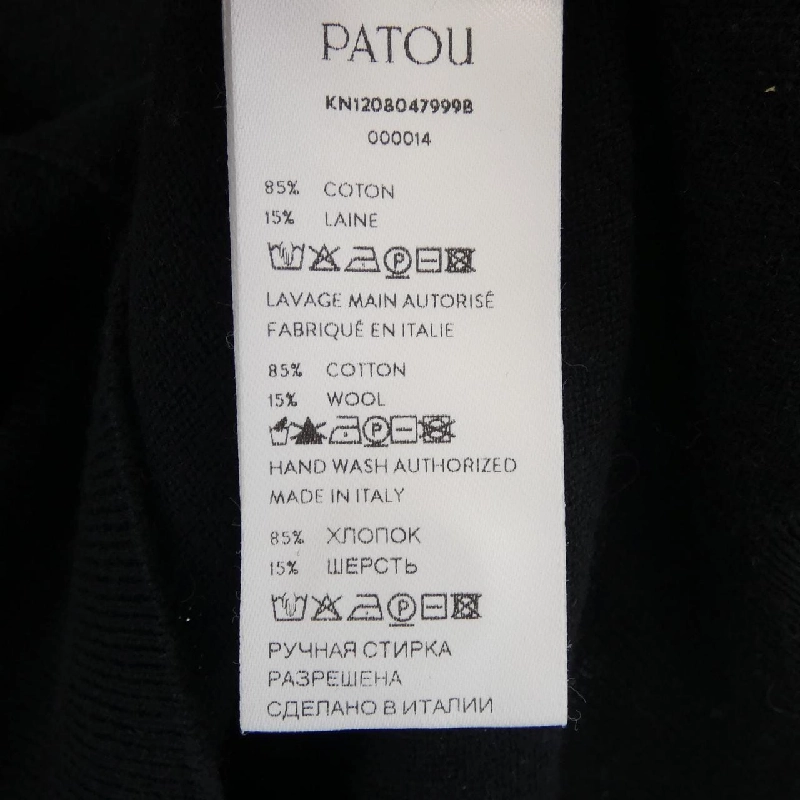 PATOU
KN1208047999B
000014
85% COTON
15% LAINE
LAVAGE MAIN AUTORISÉ
FABRIQUÉ EN ITALIE
85% COTTON
15% WOOL
HAND WASH AUTHORIZED
MADE IN ITALY
85% ХЛОПОК
15% ШЕРСТЬ
РУЧНАЯ СТИРКА
РАЗРЕШЕНА
СДЕЛАНО В ИТАЛИИ